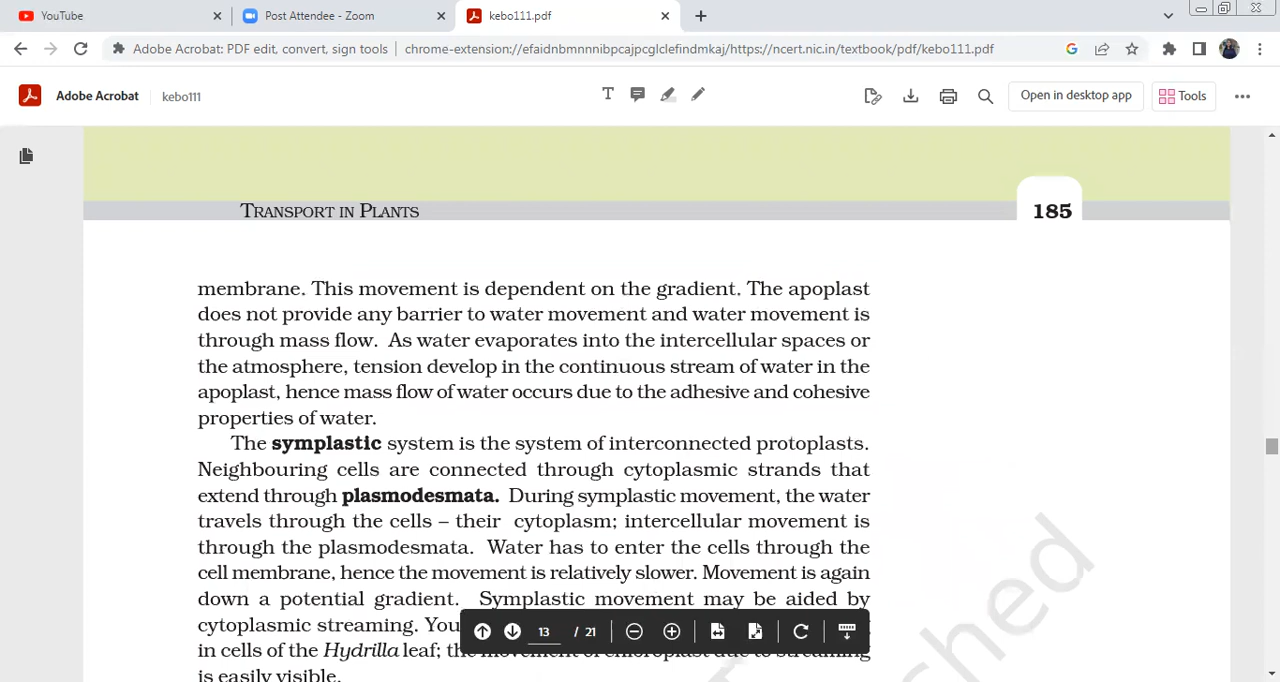 YouTube
Post Attendee - Zoom
kebo111.pdf
Adobe Acrobat: PDF edit, convert, sign tools
chrome-extension://efaidnbmnnnibpcajpcglclefindmkaj/https://ncert.nic.in/textbook/pdf/kebo111.pdf
Adobe Acrobat
kebo111
Open in desktop app
Tools
TRANSPORT IN PLANTS
185
membrane. This movement is dependent on the gradient. The apoplast
does not provide any barrier to water movement and water movement is
through mass flow. As water evaporates into the intercellular spaces or
the atmosphere, tension develop in the continuous stream of water in the
apoplast, hence mass flow of water occurs due to the adhesive and cohesive
properties of water.
The symplastic system is the system of interconnected protoplasts.
Neighbouring cells are connected through cytoplasmic strands that
extend through plasmodesmata. During symplastic movement, the water
travels through the cells – their cytoplasm; intercellular movement is
through the plasmodesmata. Water has to enter the cells through the
cell membrane, hence the movement is relatively slower. Movement is again
down a potential gradient. Symplastic movement may be aided by
cytoplasmic streaming. You
in cells of the Hydrilla leaf; the movement of chloroplast due to streaming
is easily visible.
13 / 21
shed